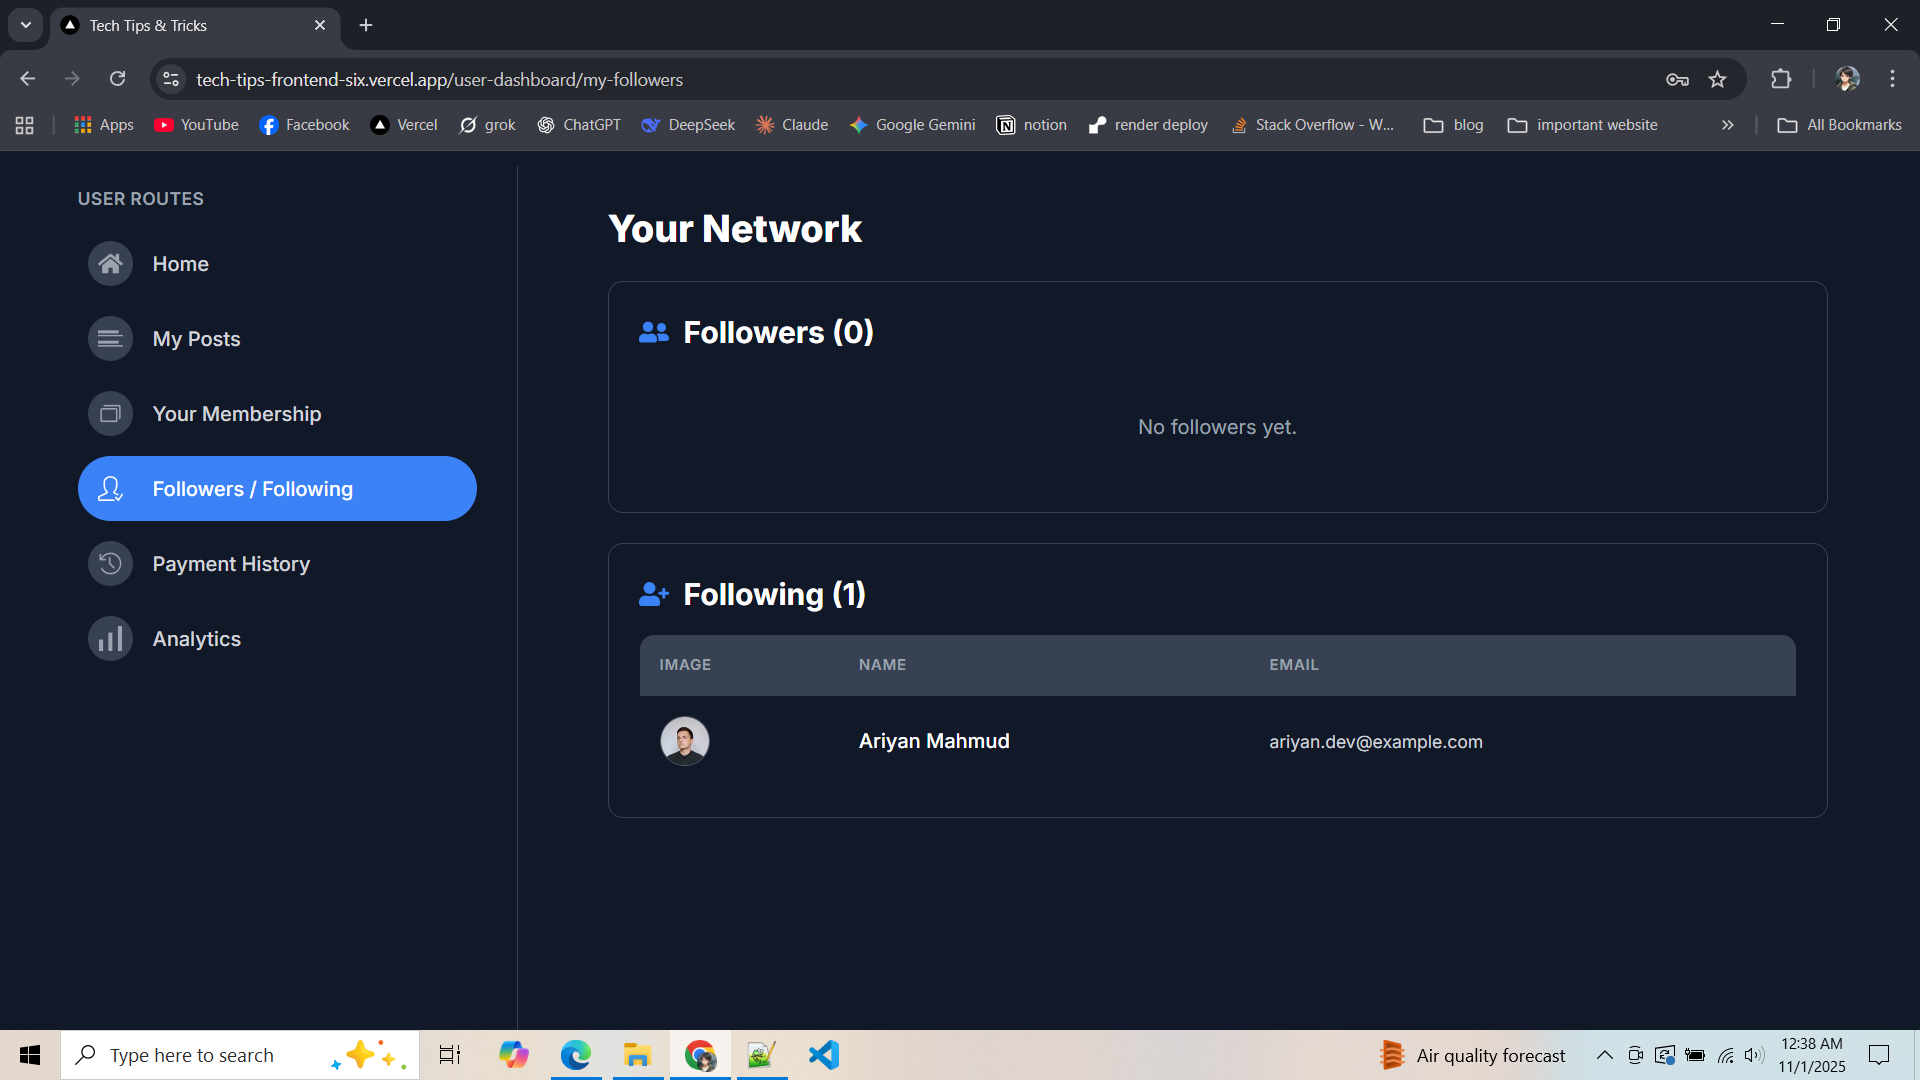 Tech Tips & Tricks
tech-tips-frontend-six.vercel.app/user-dashboard/my-followers
Apps YouTube Facebook Vercel grok ChatGPT DeepSeek Claude Google Gemini notion render deploy Stack Overflow - W... blog important website » All Bookmarks
USER ROUTES
Home
My Posts
Your Membership
Followers / Following
Payment History
Analytics
Your Network
Followers (0)
No followers yet.
Following (1)
IMAGE NAME EMAIL
Ariyan Mahmud ariyan.dev@example.com
Type here to search
Air quality forecast
12:38 AM
11/1/2025